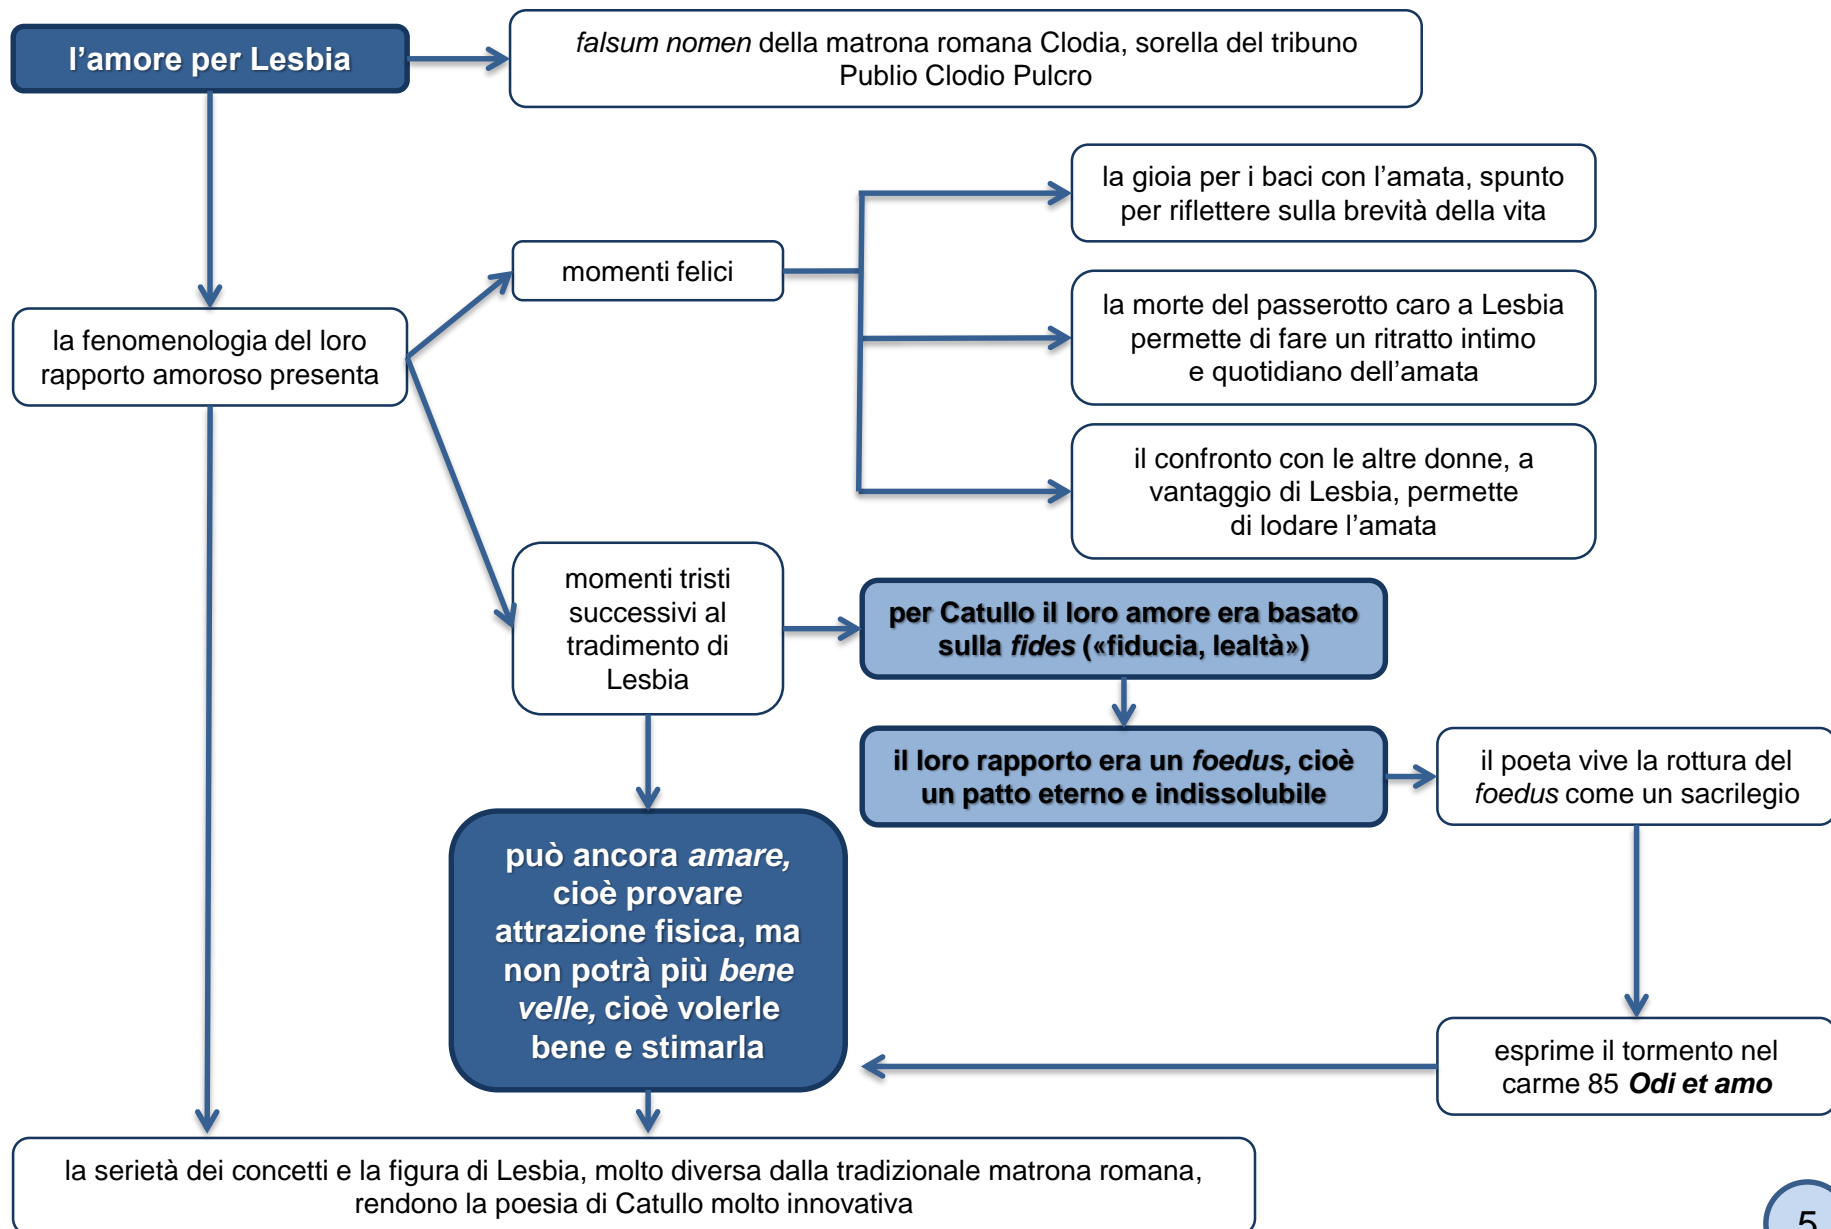 l’amore per Lesbia
falsum nomen della matrona romana Clodia, sorella del tribuno
Publio Clodio Pulcro
la gioia per i baci con l’amata, spunto
per riflettere sulla brevità della vita
momenti felici
la morte del passerotto caro a Lesbia
permette di fare un ritratto intimo
e quotidiano dell’amata
la fenomenologia del loro
rapporto amoroso presenta
il confronto con le altre donne, a
vantaggio di Lesbia, permette
di lodare l’amata
momenti tristi
successivi al
tradimento di
Lesbia
per Catullo il loro amore era basato
sulla fides («fiducia, lealtà»)
il loro rapporto era un foedus, cioè
un patto eterno e indissolubile
il poeta vive la rottura del
foedus come un sacrilegio
può ancora amare,
cioè provare
attrazione fisica, ma
non potrà più bene
velle, cioè volerle
bene e stimarla
esprime il tormento nel
carme 85 Odi et amo
la serietà dei concetti e la figura di Lesbia, molto diversa dalla tradizionale matrona romana,
rendono la poesia di Catullo molto innovativa
5